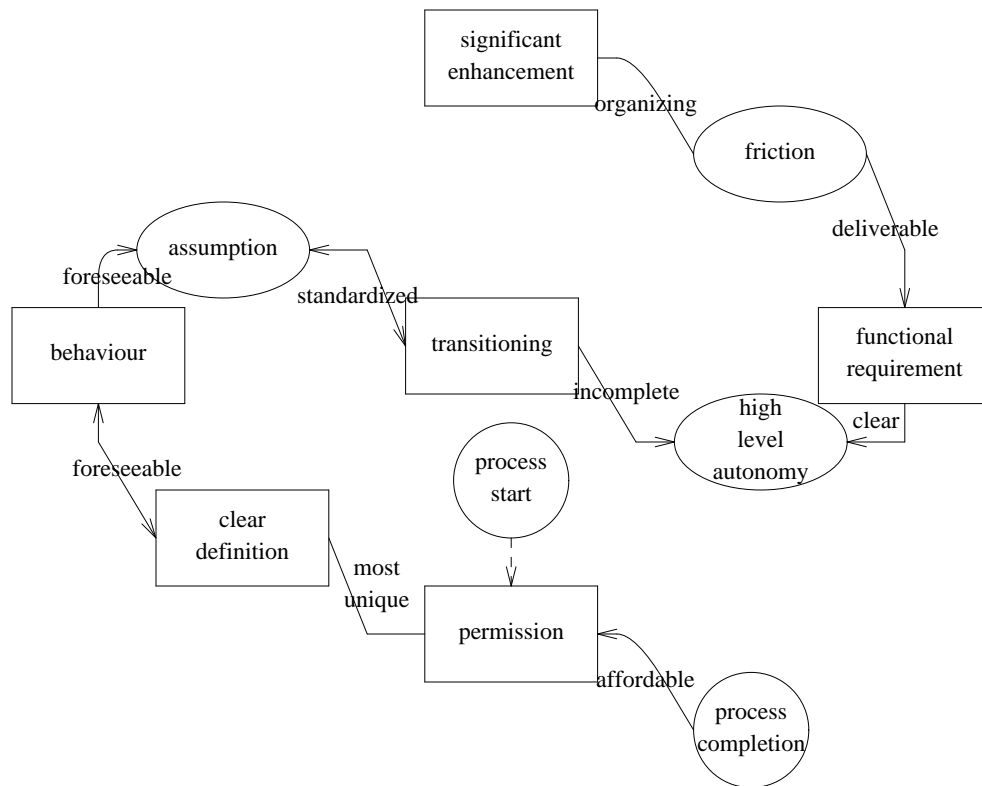 significant
enhancement
organizing
friction
deliverable
assumption
foreseeable
standardized
behaviour
transitioning
functional
requirement
incomplete
high
level
autonomy
clear
process
start
foreseeable
clear
definition
most
unique
permission
affordable
process
completion